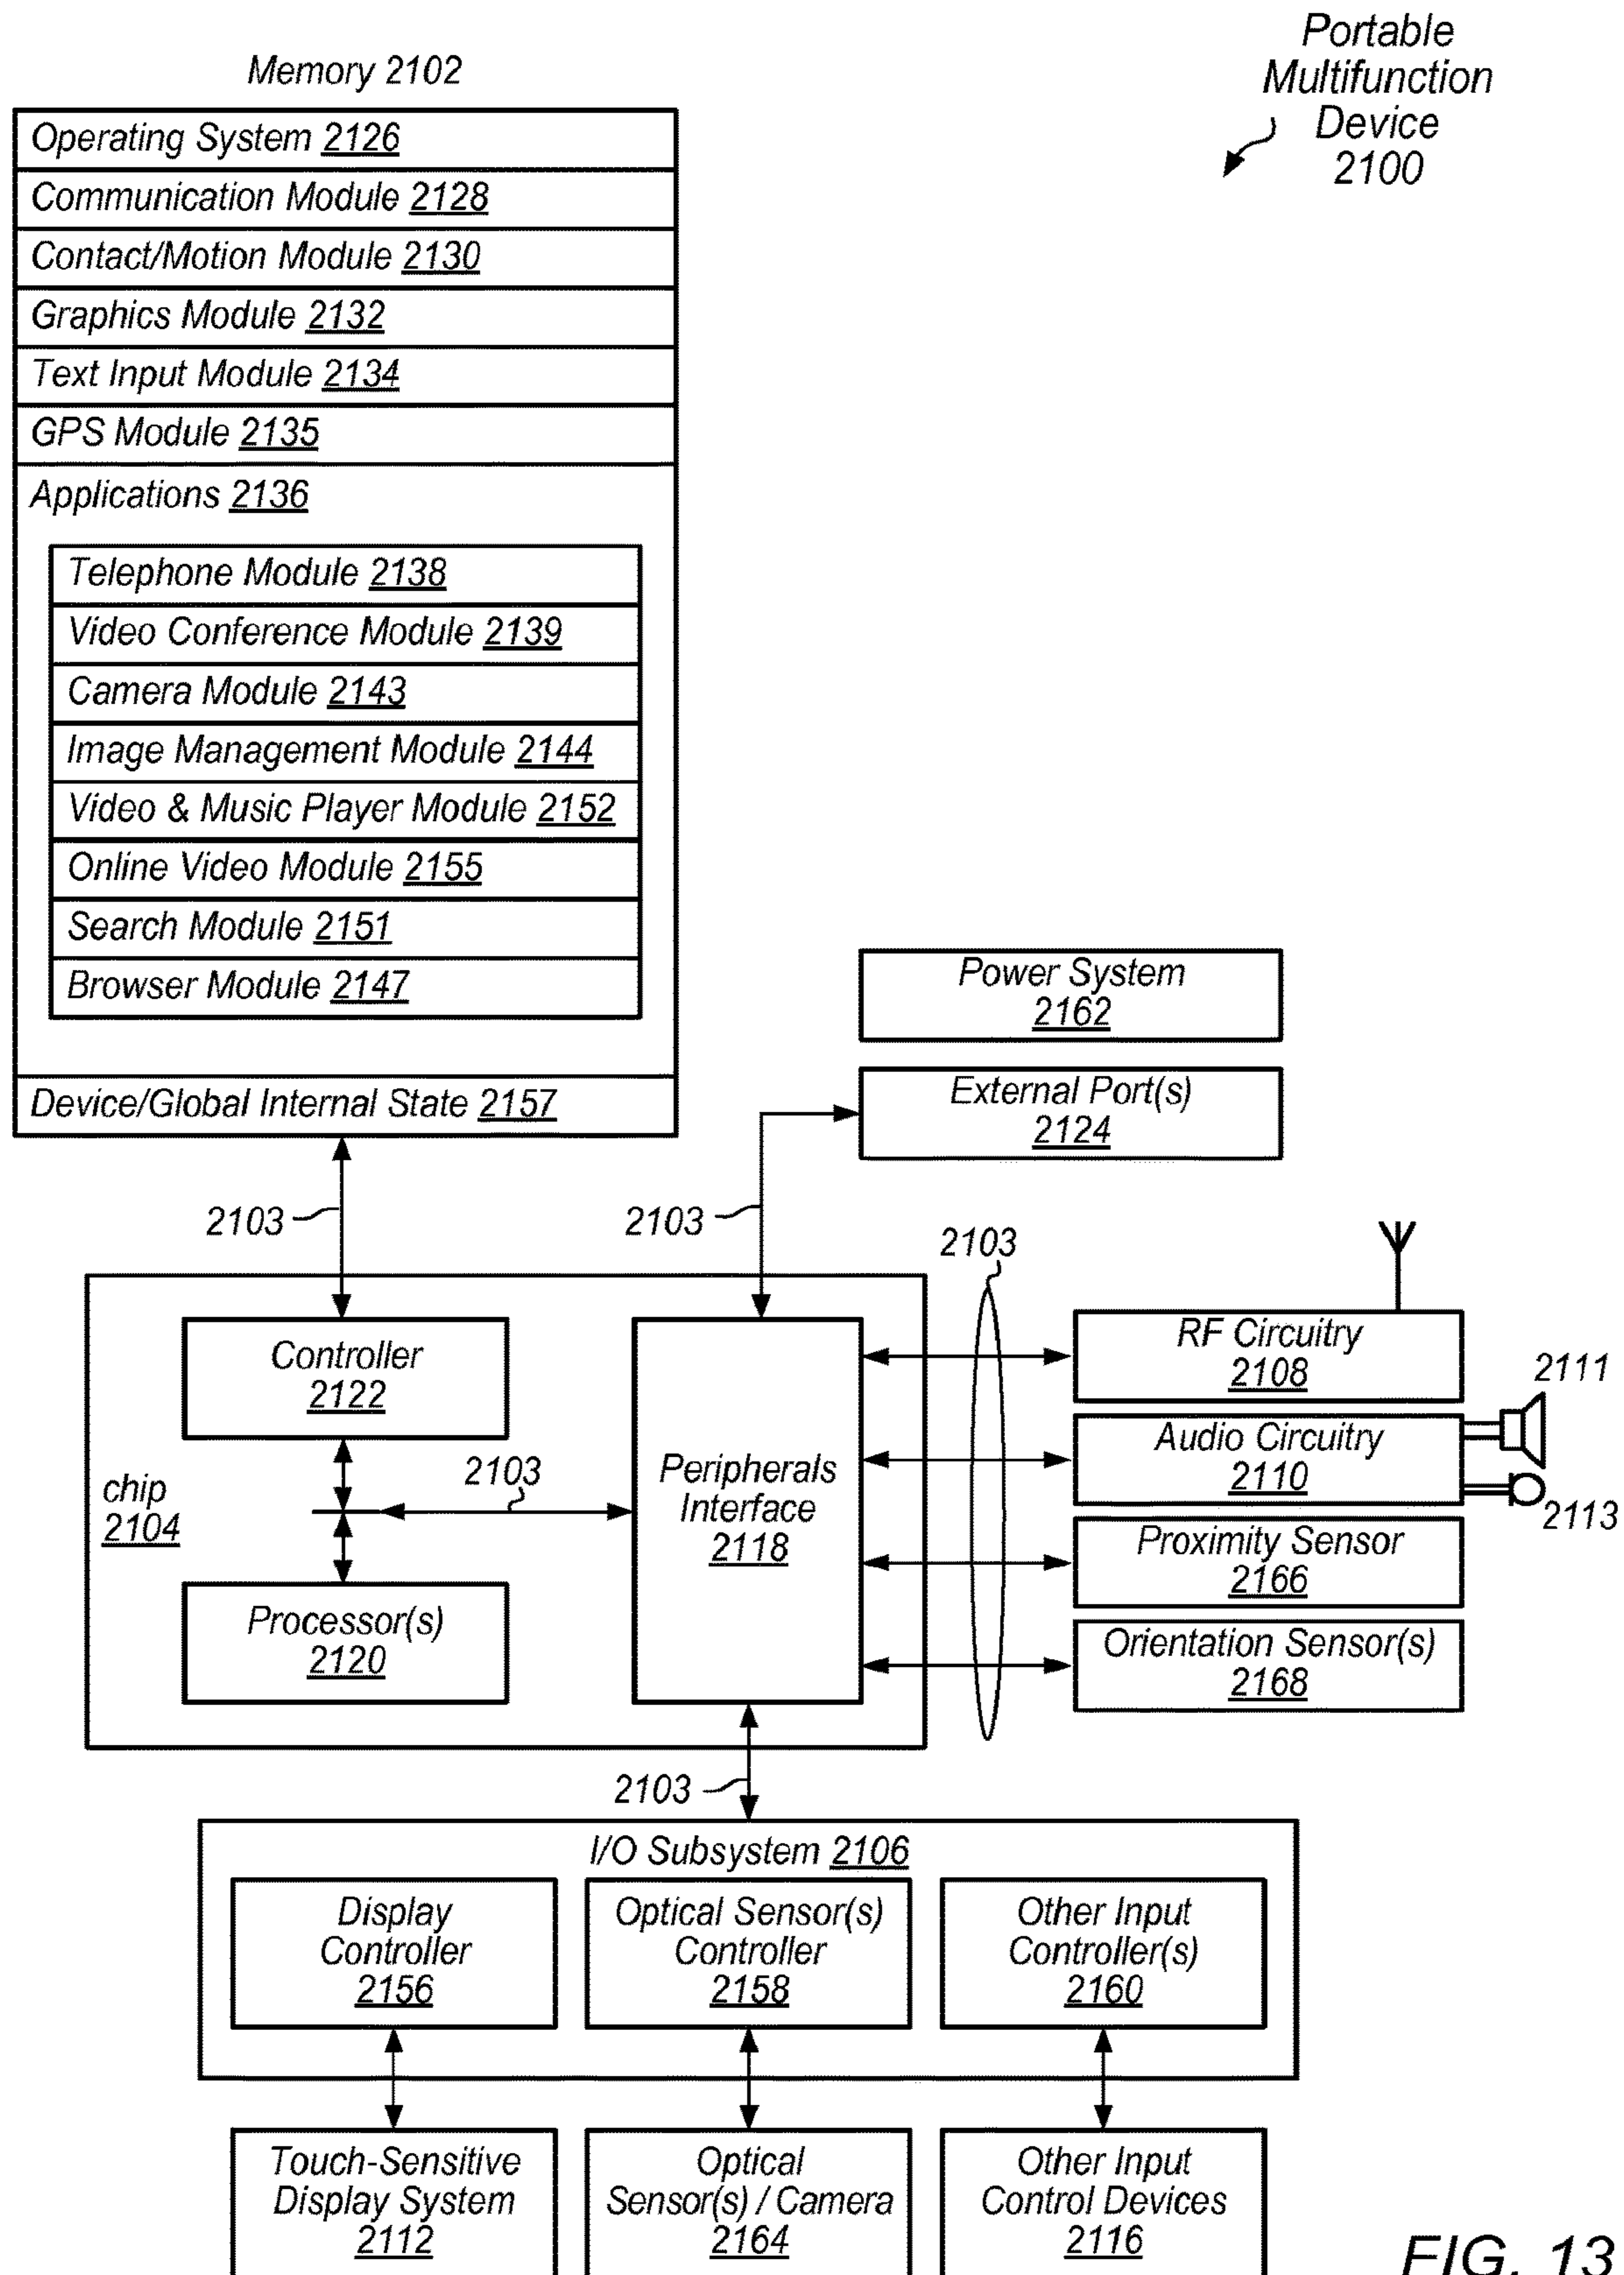 Portable
Multifunction
Device
2100
Memory 2102
Operating System 2126
Communication Module 2128
Contact/Motion Module 2130
Graphics Module 2132
Text Input Module 2134
GPS Module 2135
Applications 2136
Telephone Module 2138
Video Conference Module 2139
Camera Module 2143
Image Management Module 2144
Video & Music Player Module 2152
Online Video Module 2155
Search Module 2151
Browser Module 2147
Device/Global Internal State 2157
Power System
2162
External Port(s)
2124
2103
2103
2103
Controller
2122
chip
2104
2103
Processor(s)
2120
Peripherals
Interface
2118
RF Circuitry
2108
2111
Audio Circuitry
2110
2113
Proximity Sensor
2166
Orientation Sensor(s)
2168
2103
I/O Subsystem 2106
Display
Controller
2156
Optical Sensor(s)
Controller
2158
Other Input
Controller(s)
2160
Touch-Sensitive
Display System
2112
Optical
Sensor(s) / Camera
2164
Other Input
Control Devices
2116
FIG. 13